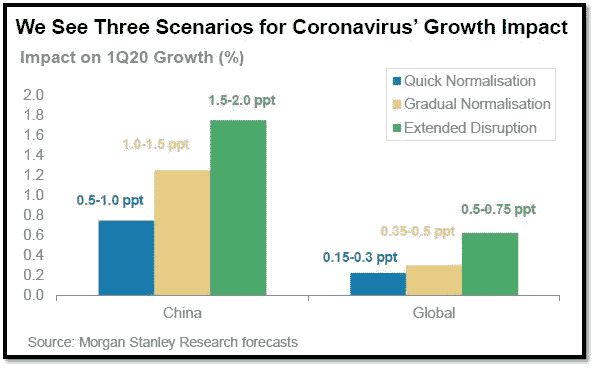 We See Three Scenarios for Coronavirus' Growth Impact
Impact on 1Q20 Growth (%)
Quick Normalisation
Gradual Normalisation
Extended Disruption
2.0
1.8
1.6
1.4
1.2
1.0
0.8
0.6
0.4
0.2
0.0
0.5-1.0 ppt
1.0-1.5 ppt
1.5-2.0 ppt
0.15-0.3 ppt
0.35-0.5 ppt
0.5-0.75 ppt
China
Global
Source: Morgan Stanley Research forecasts